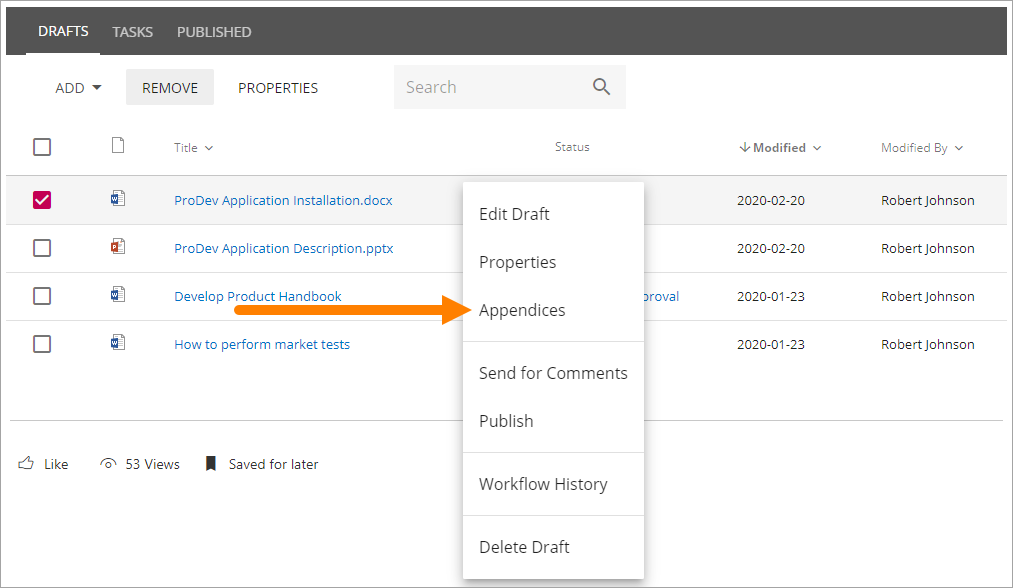 DRAFTS TASKS PUBLISHED
ADD REMOVE PROPERTIES Search
Title Status Modified Modified By
ProDev Application Installation.docx 2020-02-20 Robert Johnson
ProDev Application Description.pptx 2020-02-20 Robert Johnson
Develop Product Handbook 2020-01-23 Robert Johnson
How to perform market tests 2020-01-23 Robert Johnson
Edit Draft
Properties
Appendices
Send for Comments
Publish
Workflow History
Delete Draft
Like 53 Views Saved for later